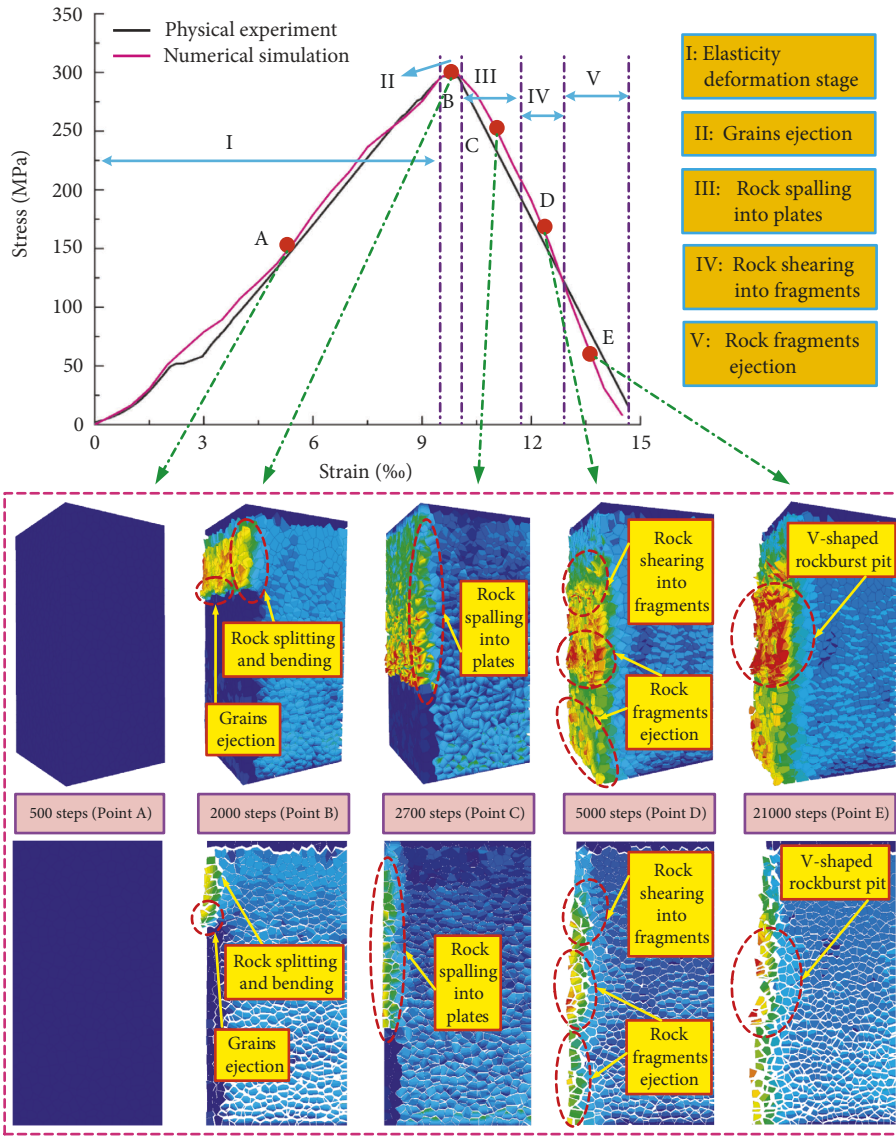 350
300
250
200
150
100
50
0
Stress (MPa)
0
3
6
9
12
15
Strain (‰)
Physical experiment
Numerical simulation
I
II
III
IV
V
A
B
C
D
E
I: Elasticity
deformation stage
II: Grains ejection
III: Rock spalling
into plates
IV: Rock shearing
into fragments
V: Rock fragments
ejection
Rock splitting
and bending
Grains
ejection
Rock
spalling
into
plates
Rock
shearing
into
fragments
Rock
fragments
ejection
V-shaped
rockburst pit
500 steps (Point A)
2000 steps (Point B)
2700 steps (Point C)
5000 steps (Point D)
21000 steps (Point E)
Rock splitting
and bending
Grains
ejection
Rock
spalling
into
plates
Rock
shearing
into
fragments
Rock
fragments
ejection
V-shaped
rockburst pit